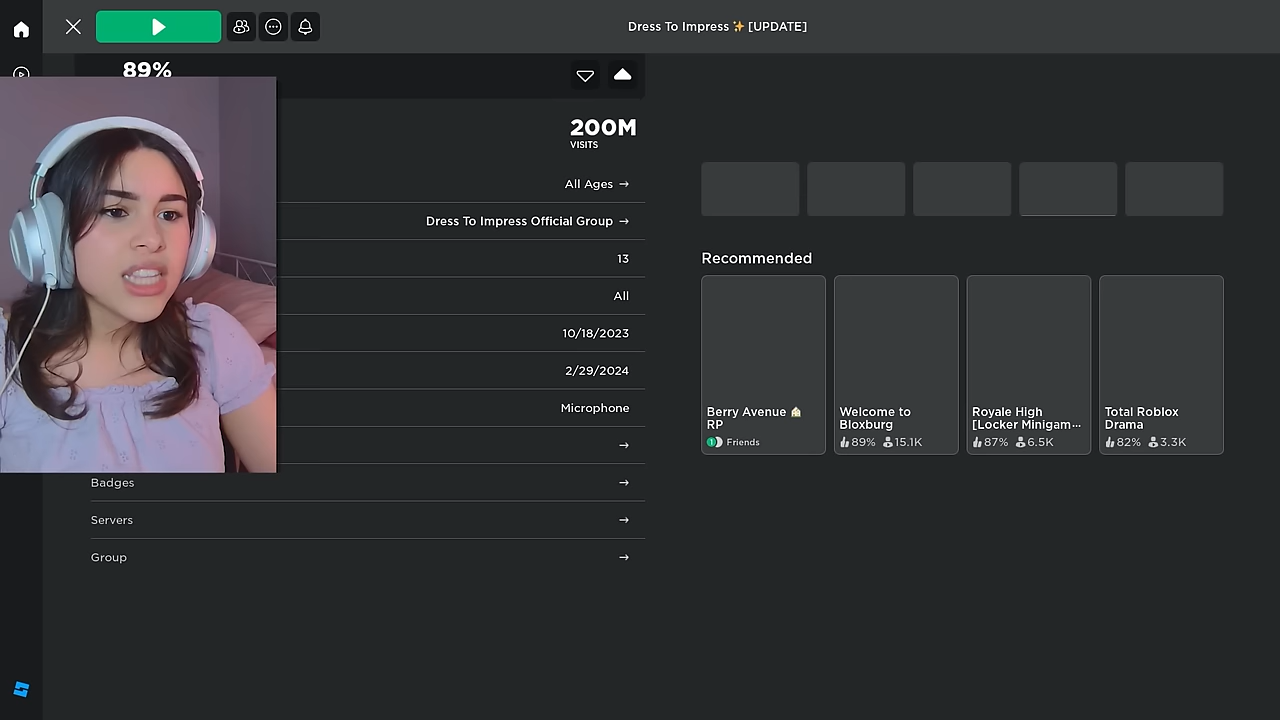 Dress To Impress ✨ [UPDATE]
89%
200M
VISITS
All Ages →
Dress To Impress Official Group →
13
All
10/18/2023
2/29/2024
Microphone
→
Badges →
Servers →
Group →
Recommended
Berry Avenue 🏠
RP
1 Friends
Welcome to
Bloxburg
89% 15.1K
Royale High
[Locker Minigam...
87% 6.5K
Total Roblox
Drama
82% 3.3K